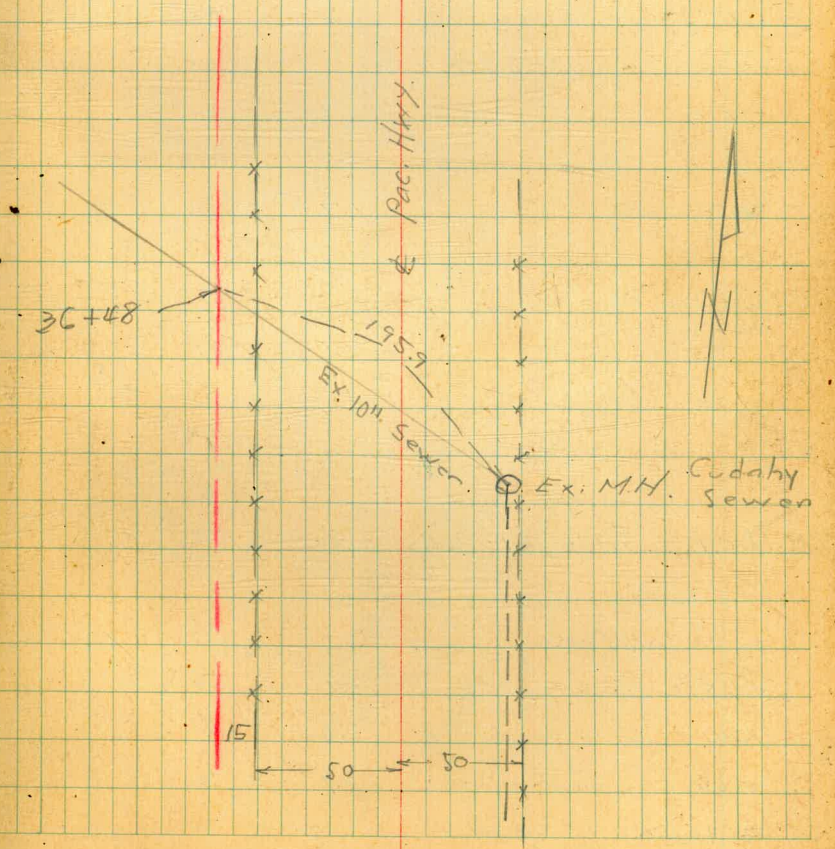 ℄ Pac. Hwy.
N
36+48
195.9
Ex. 10". Sewer
Ex. M.H. Cudahy
Sewer
15
50
50